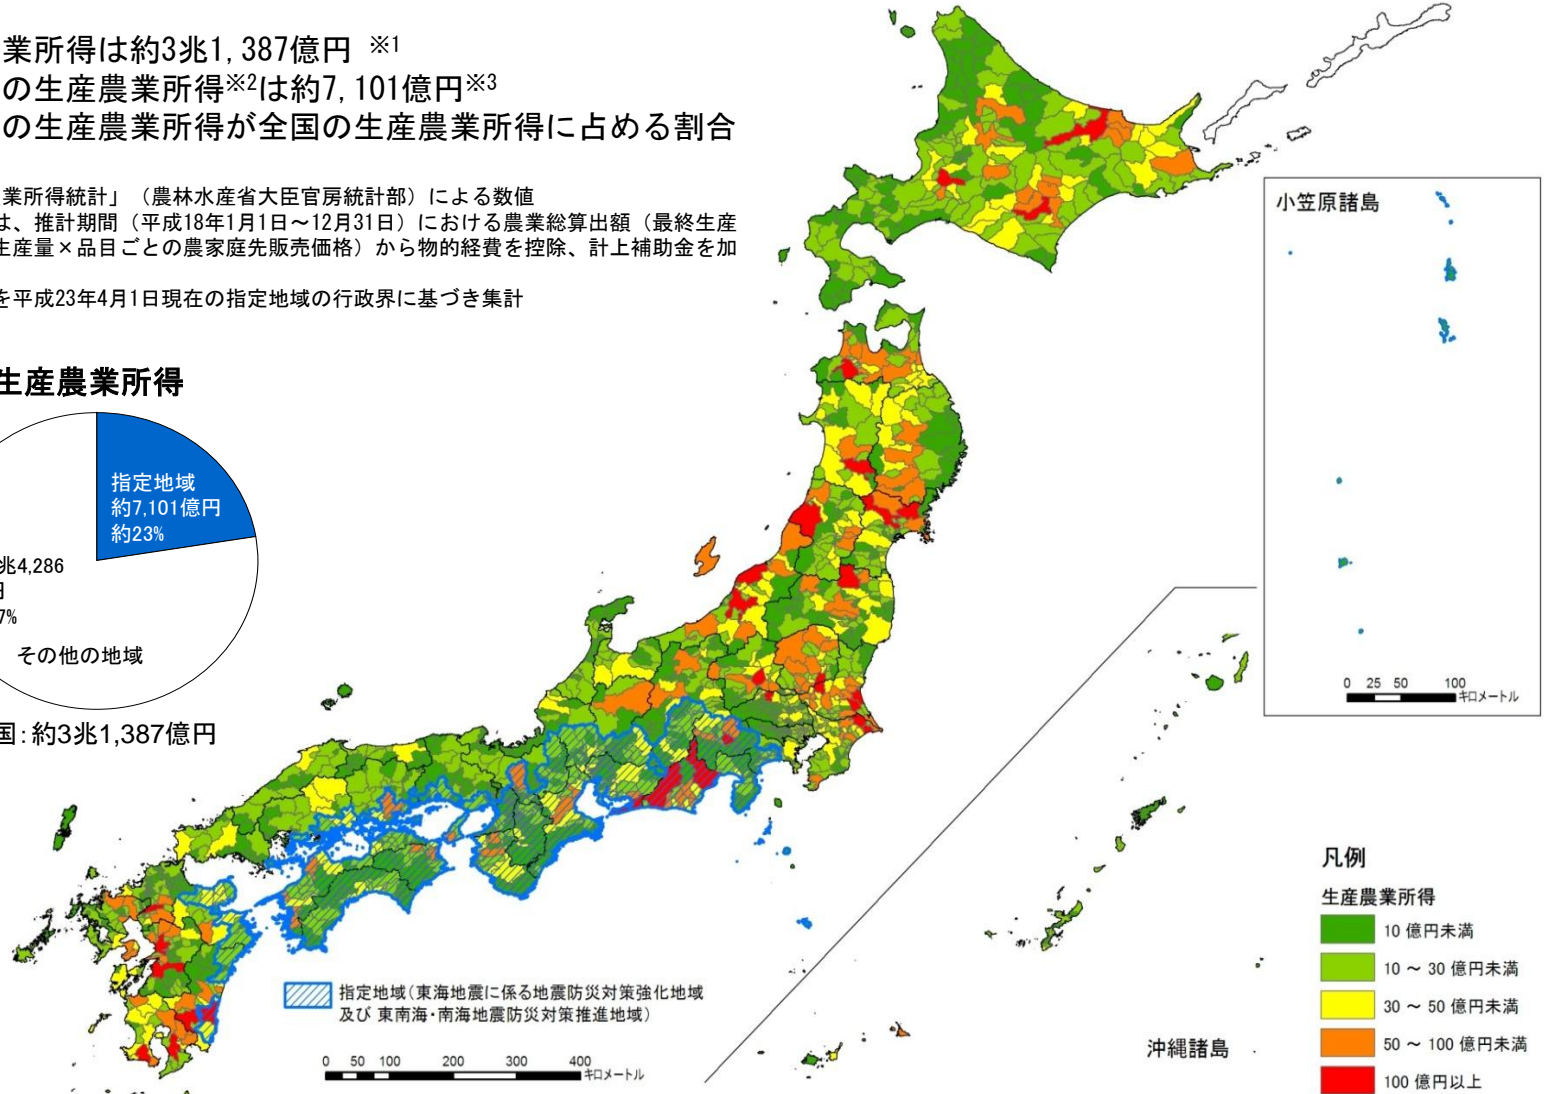 業所得は約3兆1,387億円 ※1
の生産農業所得※2は約7,101億円※3
の生産農業所得が全国の生産農業所得に占める割合
業所得統計」（農林水産省大臣官房統計部）による数値
は、推計期間（平成18年1月1日～12月31日）における農業総算出額（最終生産
生産量×品目ごとの農家庭先販売価格）から物的経費を控除、計上補助金を加
を平成23年4月1日現在の指定地域の行政界に基づき集計
生産農業所得
指定地域
約7,101億円
約23%
兆4,286
円
7%
その他の地域
国：約3兆1,387億円
小笠原諸島
0 25 50 100
キロメートル
指定地域（東海地震に係る地震防災対策強化地域
及び 東南海・南海地震防災対策推進地域）
0 50 100 200 300 400
キロメートル
沖縄諸島
凡例
生産農業所得
10 億円未満
10 ～ 30 億円未満
30 ～ 50 億円未満
50 ～ 100 億円未満
100 億円以上